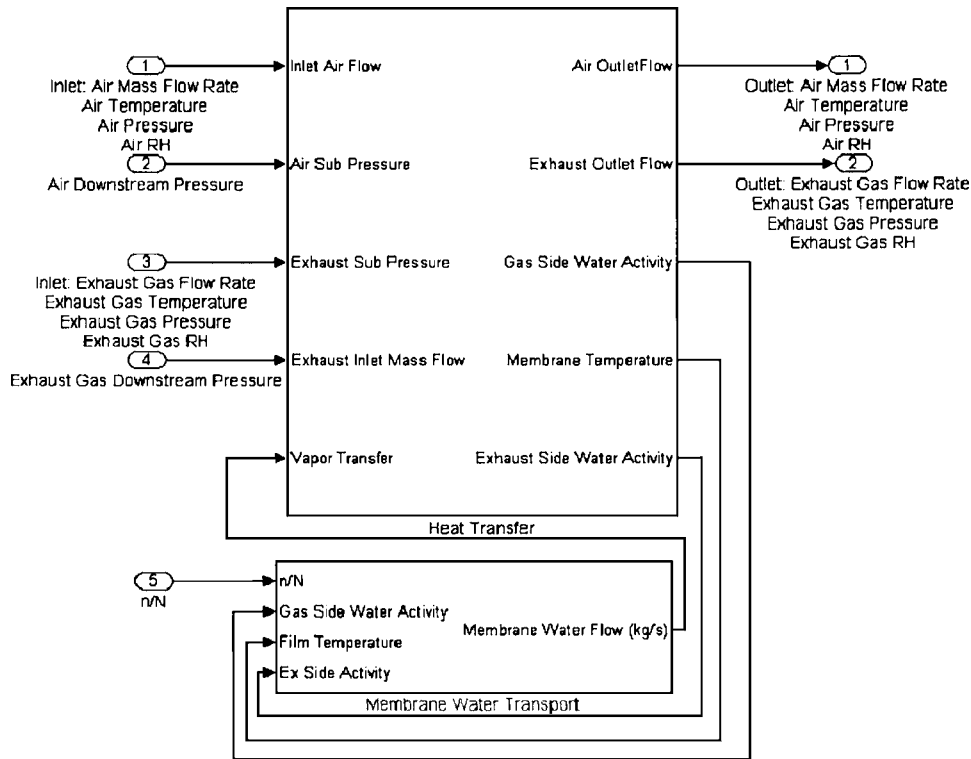 1
Inlet: Air Mass Flow Rate
Air Temperature
Air Pressure
Air RH
2
Air Downstream Pressure
3
Inlet: Exhaust Gas Flow Rate
Exhaust Gas Temperature
Exhaust Gas Pressure
Exhaust Gas RH
4
Exhaust Gas Downstream Pressure
Inlet Air Flow
Air Sub Pressure
Exhaust Sub Pressure
Exhaust Inlet Mass Flow
Vapor Transfer
Air OutletFlow
Exhaust Outlet Flow
Gas Side Water Activity
Membrane Temperature
Exhaust Side Water Activity
Heat Transfer
1
Outlet: Air Mass Flow Rate
Air Temperature
Air Pressure
Air RH
2
Outlet: Exhaust Gas Flow Rate
Exhaust Gas Temperature
Exhaust Gas Pressure
Exhaust Gas RH
5
n/N
n/N
Gas Side Water Activity
Film Temperature
Ex Side Activity
Membrane Water Flow (kg/s)
Membrane Water Transport